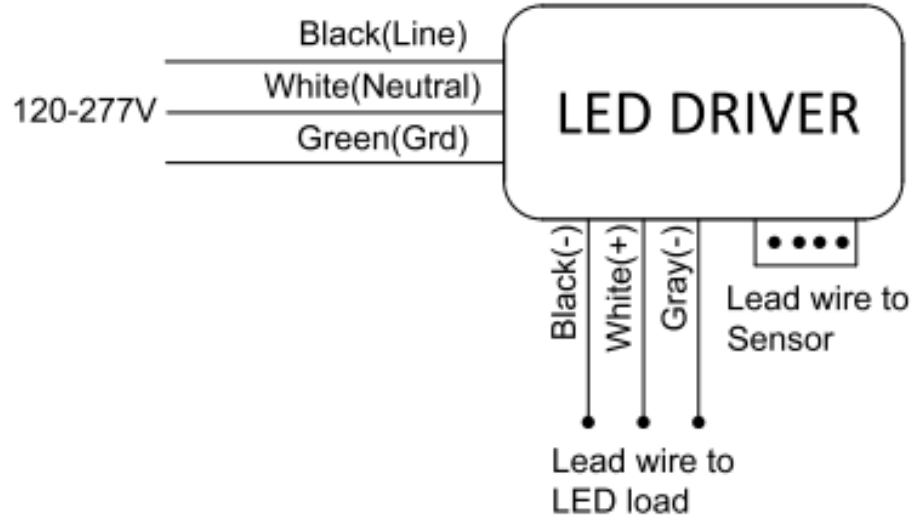 Black(Line)
White(Neutral)
120-277V
Green(Grd)
LED DRIVER
Black(-)
White(+)
Gray(-)
Lead wire to
Sensor
Lead wire to
LED load